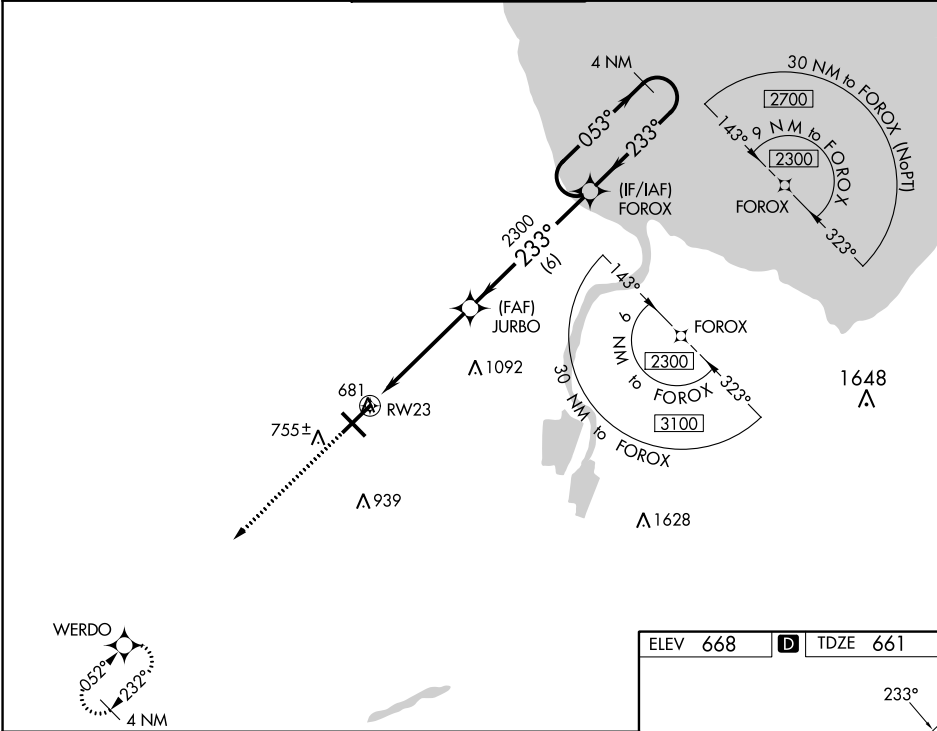 4 NM
053°
233°
(IF/IAF)
FOROX
30 NM to FOROX (NoPT)
2700
143°
9 NM to FOROX
2300
FOROX
323°
2300
233°
(6)
(FAF)
JURBO
143°
FOROX
9 NM to FOROX
2300
323°
30 NM to FOROX
3100
1092
1648
681
RW23
755±
939
1628
WERDO
052°
232°
4 NM
ELEV 668 D TDZE 661
233°